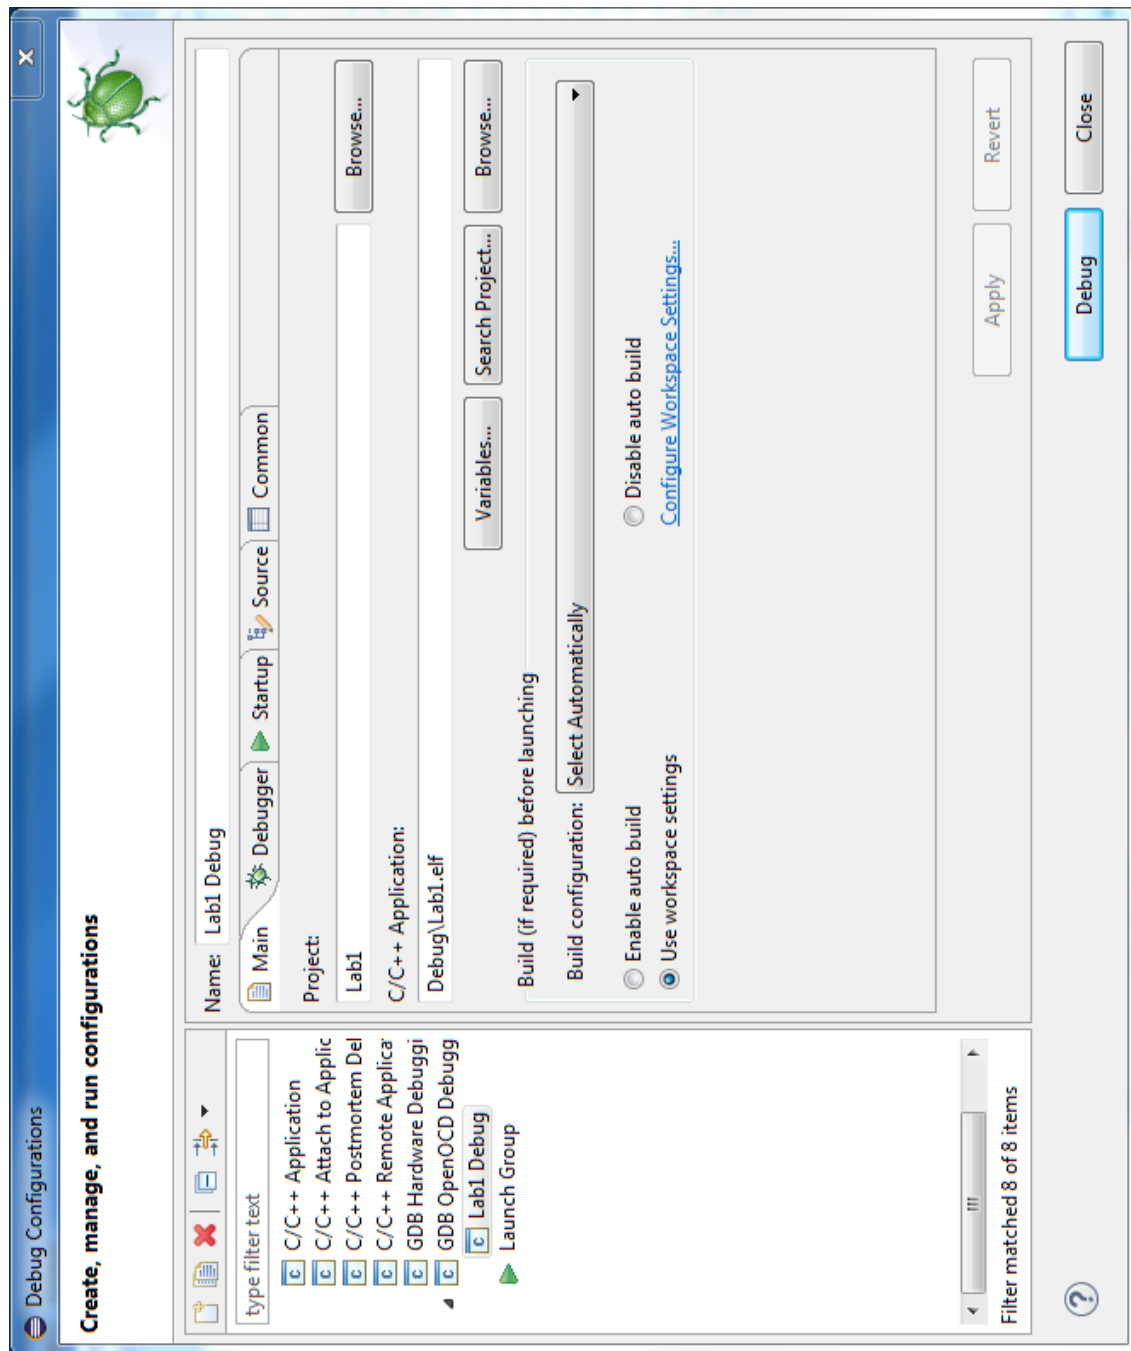 Debug Configurations
x
Create, manage, and run configurations
type filter text
C/C++ Application
C/C++ Attach to Applic
C/C++ Postmortem Del
C/C++ Remote Applica
GDB Hardware Debuggi
GDB OpenOCD Debugg
Lab1 Debug
Launch Group
Filter matched 8 of 8 items
Name: Lab1 Debug
Main Debugger Startup Source Common
Project:
Lab1 Browse...
C/C++ Application:
Debug\Lab1.elf
Variables... Search Project... Browse...
Build (if required) before launching
Build configuration: Select Automatically
Enable auto build Disable auto build
Use workspace settings Configure Workspace Settings...
Apply Revert
? Debug Close